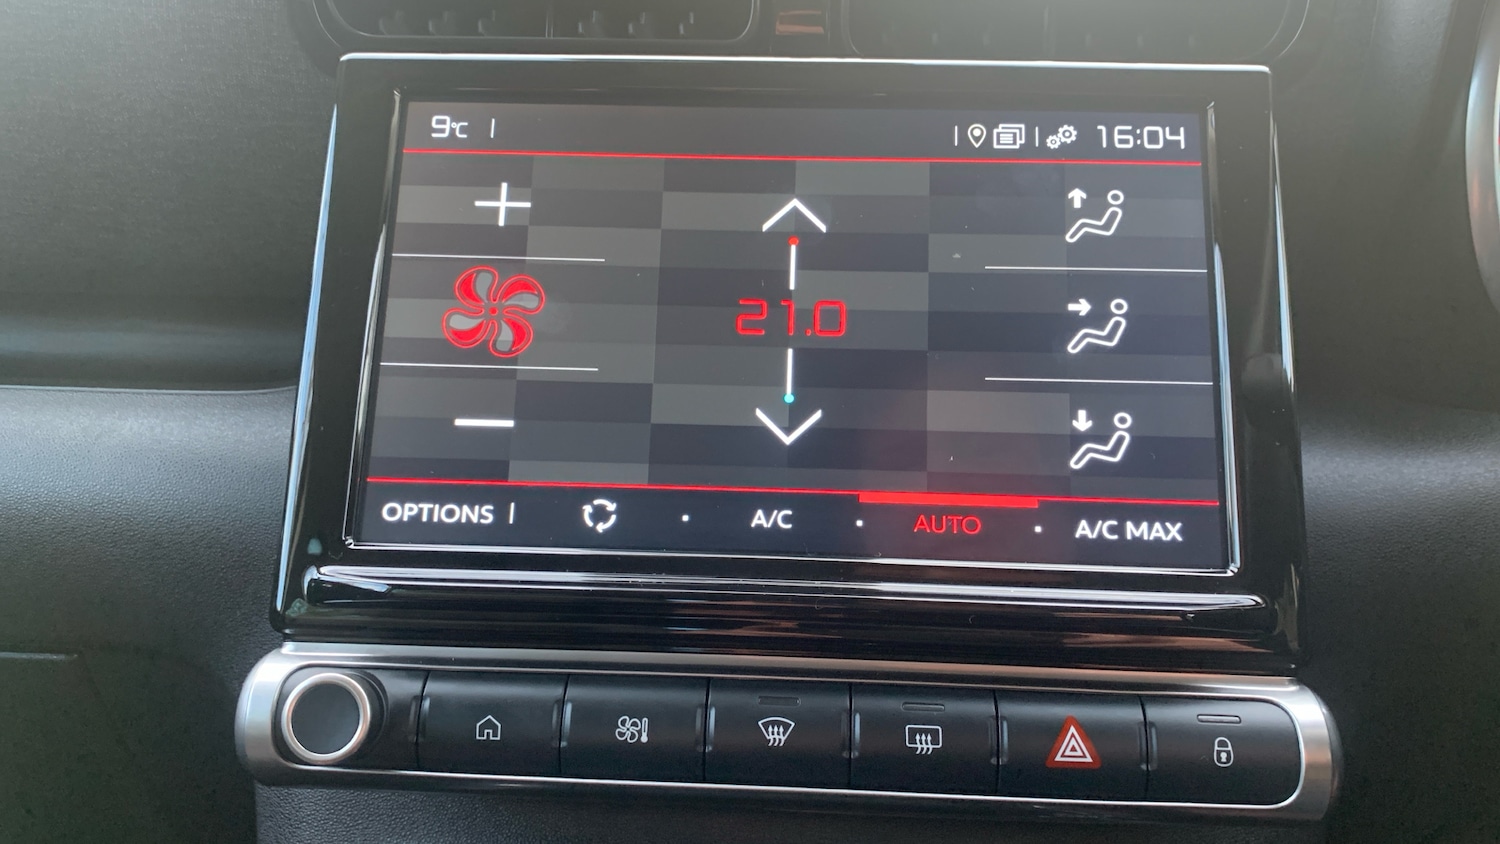 9°C 16:04
21.0
OPTIONS A/C AUTO A/C MAX